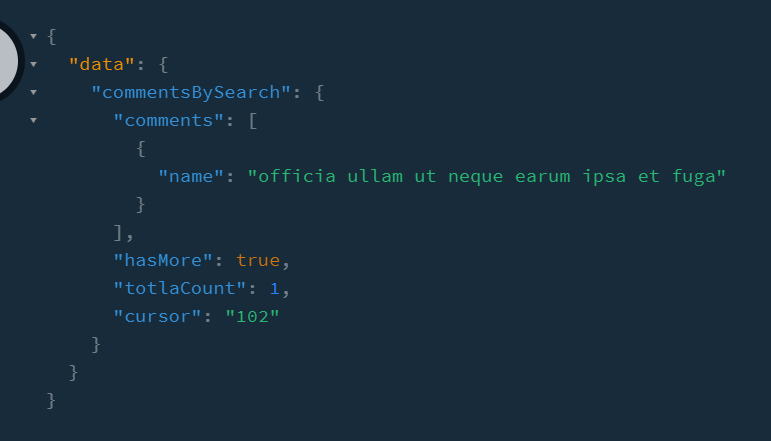 {
"data": {
"commentsBySearch": {
"comments": [
{
"name": "officia ullam ut neque earum ipsa et fuga"
}
],
"hasMore": true,
"totlaCount": 1,
"cursor": "102"
}
}
}